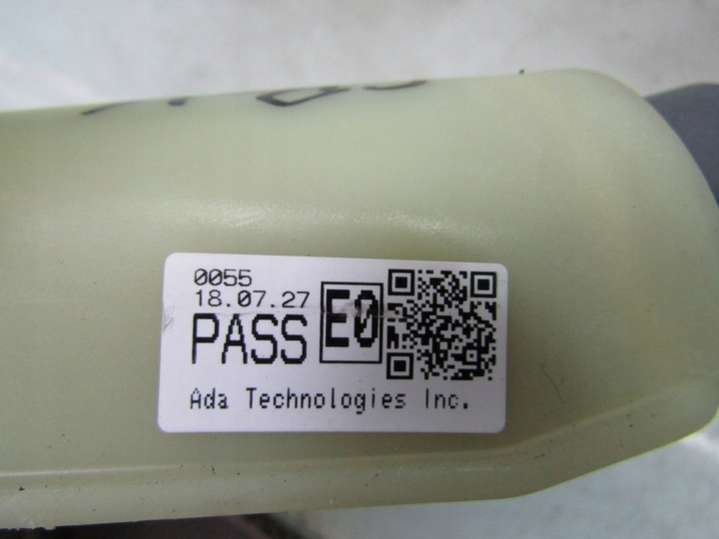 0055
18.07.27
PASS E0
Ada Technologies Inc.